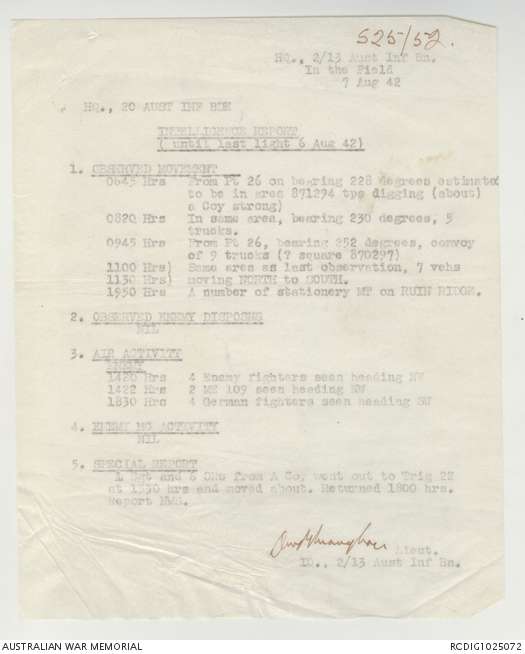 525/52.
HQ., 2/13 Aust Inf Bn.
In the Field
7 Aug 42
HQ., 20 AUST INF BDE
INTELLIGENCE REPORT
( until last light 6 Aug 42)
1. OBSERVED MOVEMENT
0645 Hrs From Pt 26 on bearing 228 degrees estimated
to be in area 871294 tps digging (about)
a Coy strong)
0820 Hrs In same area, bearing 230 degrees, 5
trucks.
0945 Hrs From Pt 26, bearing 252 degrees, convoy
of 9 trucks (? square 870297)
1100 Hrs) Same area as last observation, 7 vehs
1130 Hrs) moving NORTH to SOUTH.
1950 Hrs A number of stationery MT on RUIN RIDGE.
2. OBSERVED ENEMY DISPOSNS
NIL
3. AIR ACTIVITY
ENEMY
1420 Hrs 4 Enemy fighters seen heading NW
1422 Hrs 2 ME 109 seen heading NW
1830 Hrs 4 German fighters seen heading SW
4. ENEMY MG ACTIVITY
NIL
5. SPECIAL REPORT
1 Sgt and 6 ORs from A Coy went out to Trig 22
at 1330 hrs and moved about. Returned 1800 hrs.
Report NMS.
Lieut.
IO., 2/13 Aust Inf Bn.
AUSTRALIAN WAR MEMORIAL
RCDIG1025072